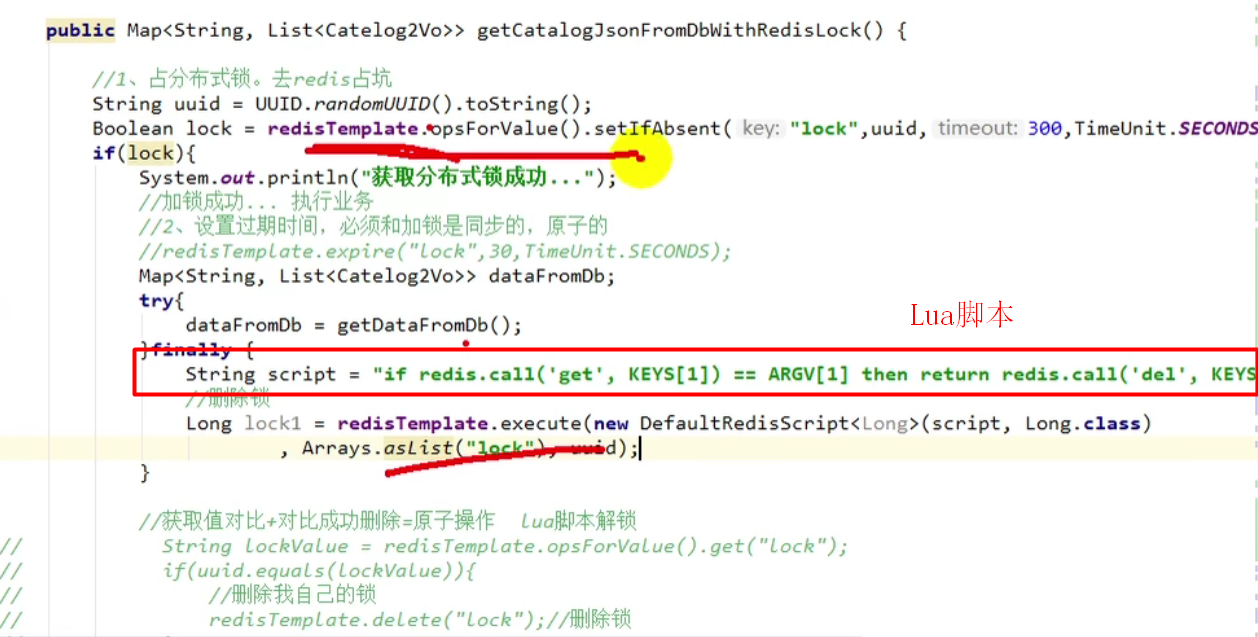 public Map<String, List<Catelog2Vo>> getCatalogJsonFromDbWithRedisLock() {
//1、占分布式锁。去redis占坑
String uuid = UUID.randomUUID().toString();
Boolean lock = redisTemplate.opsForValue().setIfAbsent( key: "lock",uuid, timeout: 300,TimeUnit.SECONDS
if(lock){
System.out.println("获取分布式锁成功...");
//加锁成功... 执行业务
//2、设置过期时间，必须和加锁是同步的，原子的
//redisTemplate.expire("lock",30,TimeUnit.SECONDS);
Map<String, List<Catelog2Vo>> dataFromDb;
try{
Lua脚本
dataFromDb = getDataFromDb();
}finally {
String script = "if redis.call('get', KEYS[1]) == ARGV[1] then return redis.call('del', KEYS
//删除锁
Long lock1 = redisTemplate.execute(new DefaultRedisScript<Long>(script, Long.class)
, Arrays.asList("lock"), uuid);
}
//获取值对比+对比成功删除=原子操作 lua脚本解锁
// String lockValue = redisTemplate.opsForValue().get("lock");
// if(uuid.equals(lockValue)){
// //删除我自己的锁
// redisTemplate.delete("lock");//删除锁